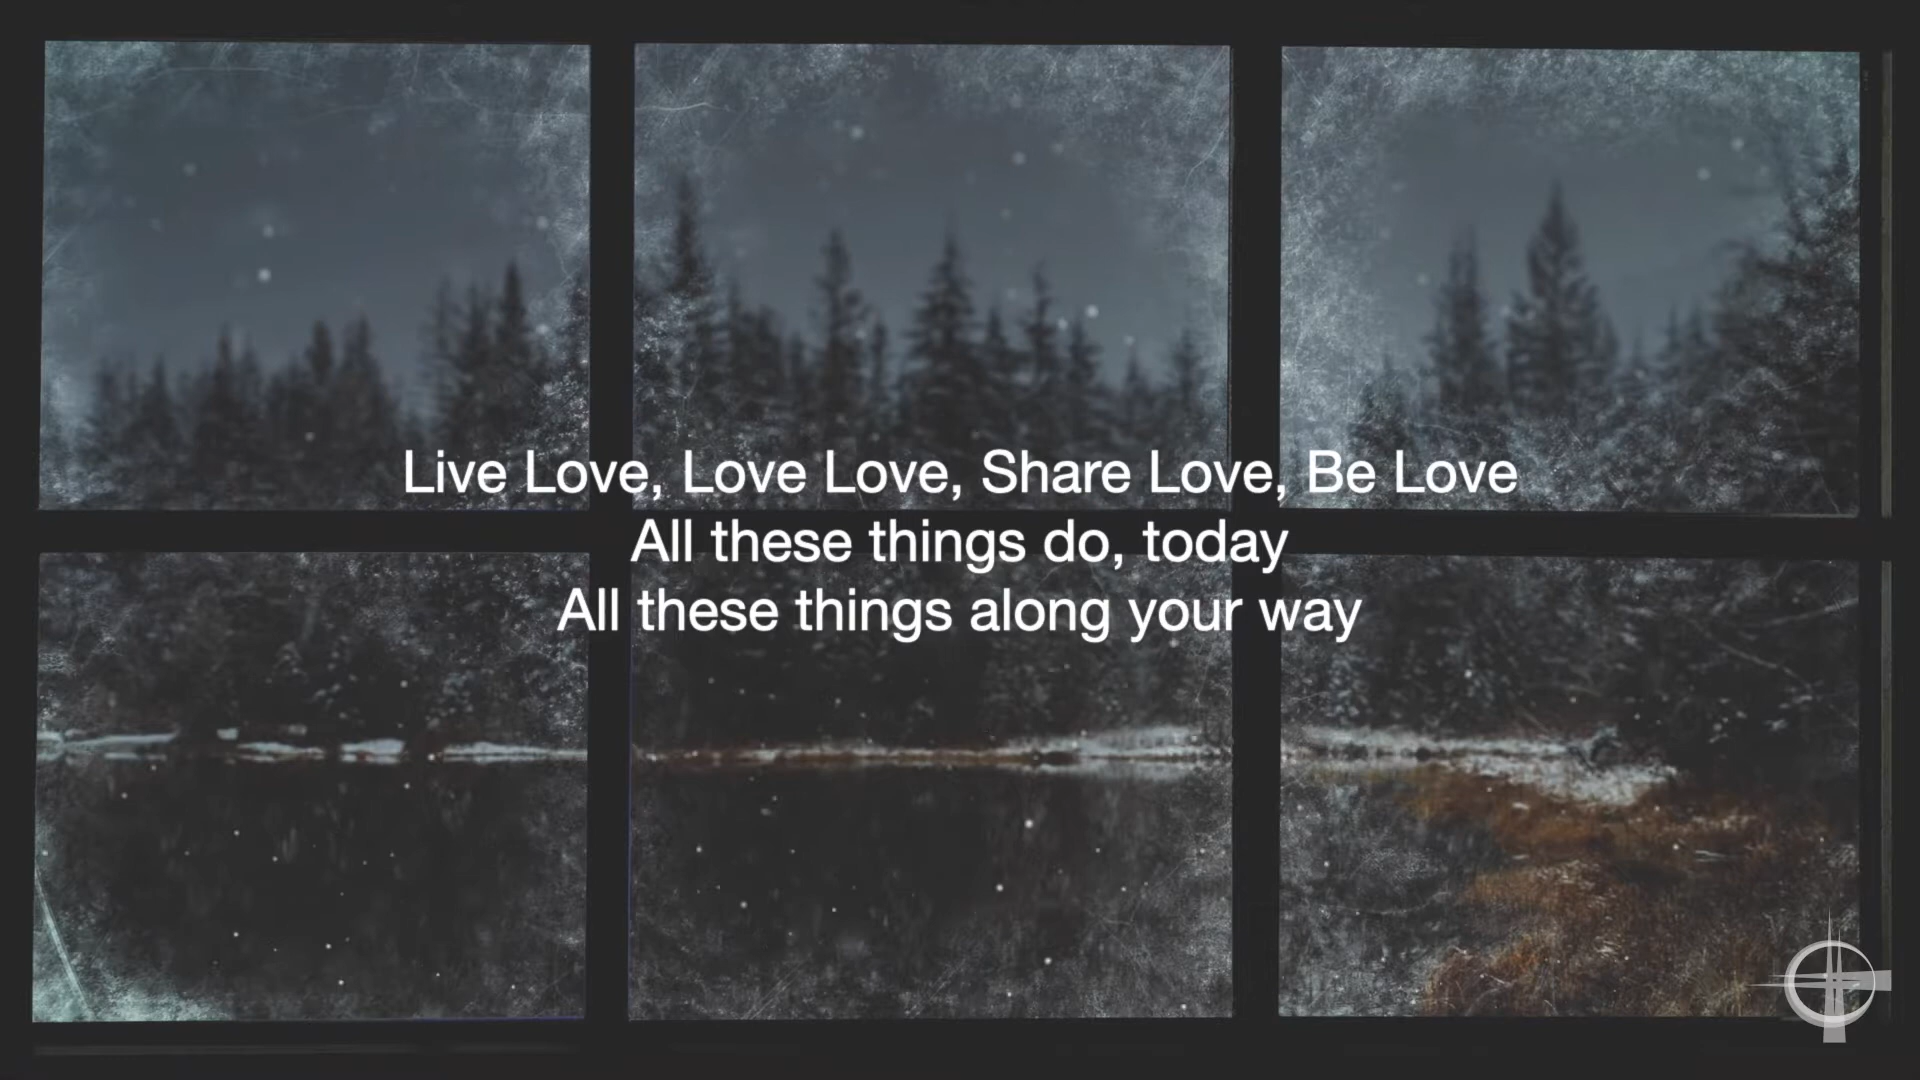 Live Love, Love Love, Share Love, Be Love
All these things do, today
All these things along your way